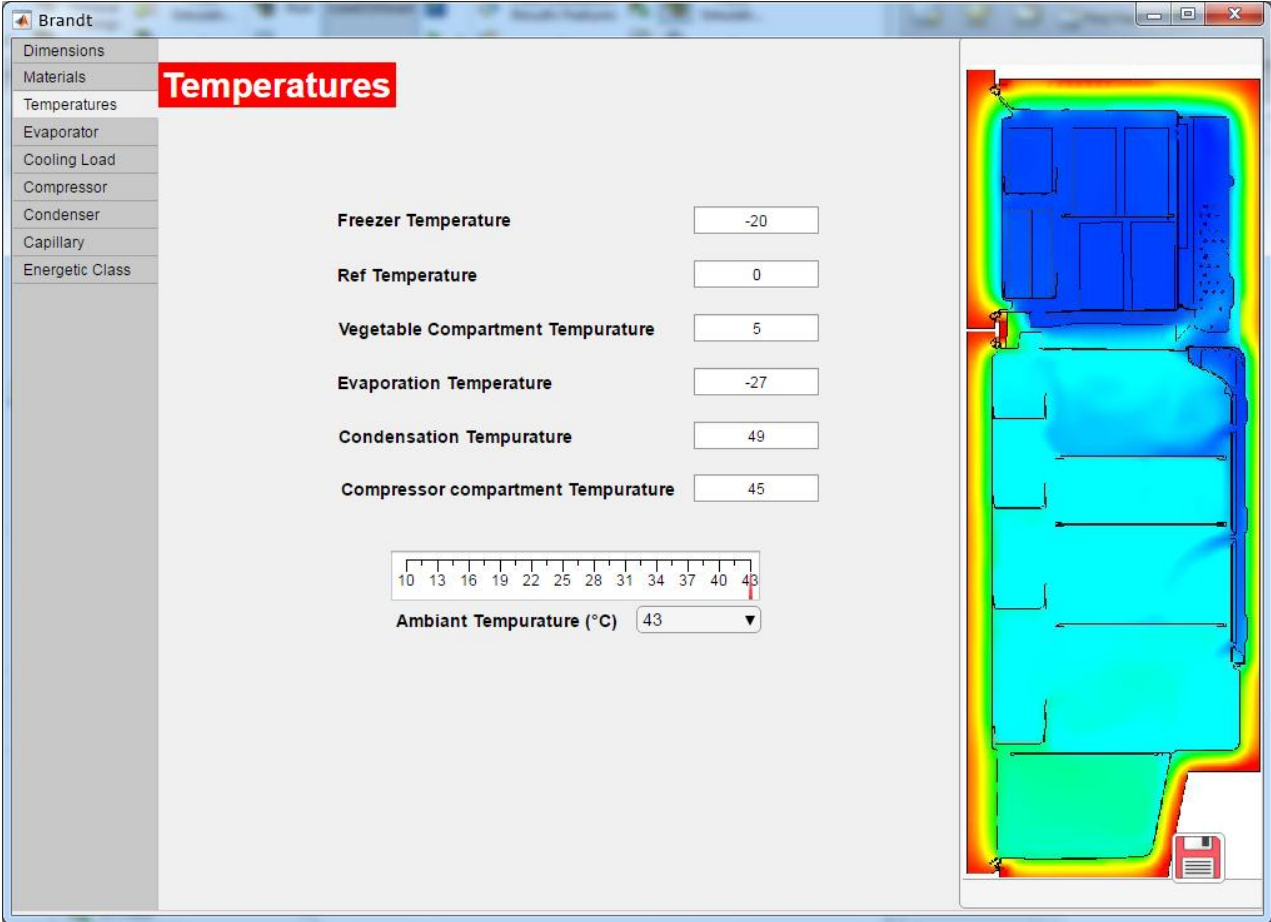 Brandt
Dimensions
Materials
Temperatures
Evaporator
Cooling Load
Compressor
Condenser
Capillary
Energetic Class
Temperatures
Freezer Temperature -20
Ref Temperature 0
Vegetable Compartment Tempurature 5
Evaporation Temperature -27
Condensation Tempurature 49
Compressor compartment Tempurature 45
10 13 16 19 22 25 28 31 34 37 40 43
Ambiant Tempurature (°C) 43